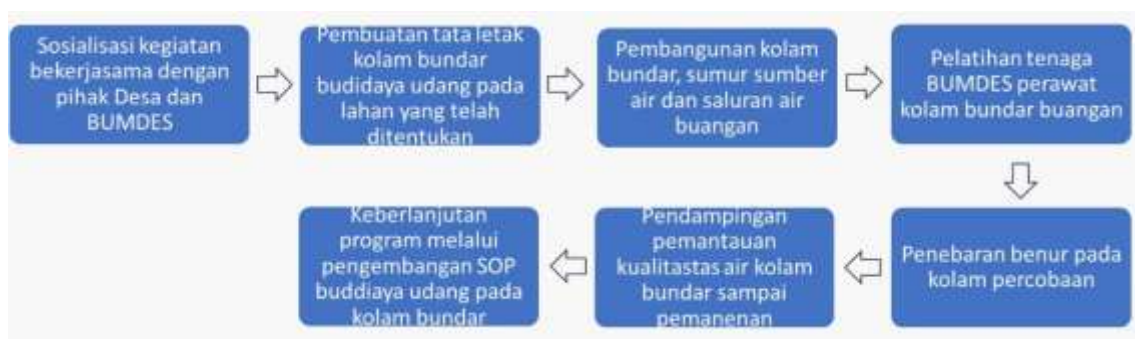 Sosialisasi kegiatan
bekerjasama dengan
pihak Desa dan
BUMDES
Pembuatan tata letak
kolam bundar
budidaya udang pada
lahan yang telah
ditentukan
Pembangunan kolam
bundar, sumur sumber
air dan saluran air
buangan
Pelatihan tenaga
BUMDES perawat
kolam bundar buangan
Penebaran benur pada
kolam percobaan
Pendampingan
pemantauan
kualitastas air kolam
bundar sampai
pemanenan
Keberlanjutan
program melalui
pengembangan SOP
buddiaya udang pada
kolam bundar